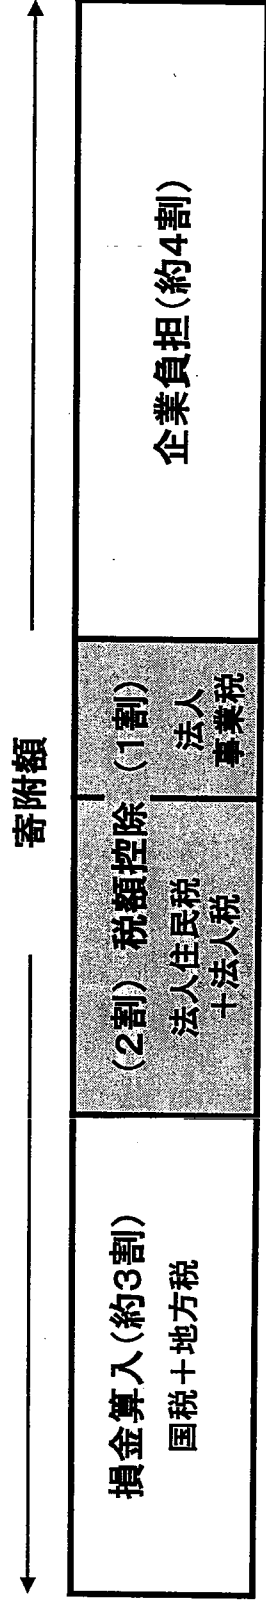 寄附額
損金算入(約3割)
国税+地方税
(2割) 税額控除 (1割)
法人住民税
+法人税
法人
事業税
企業負担(約4割)